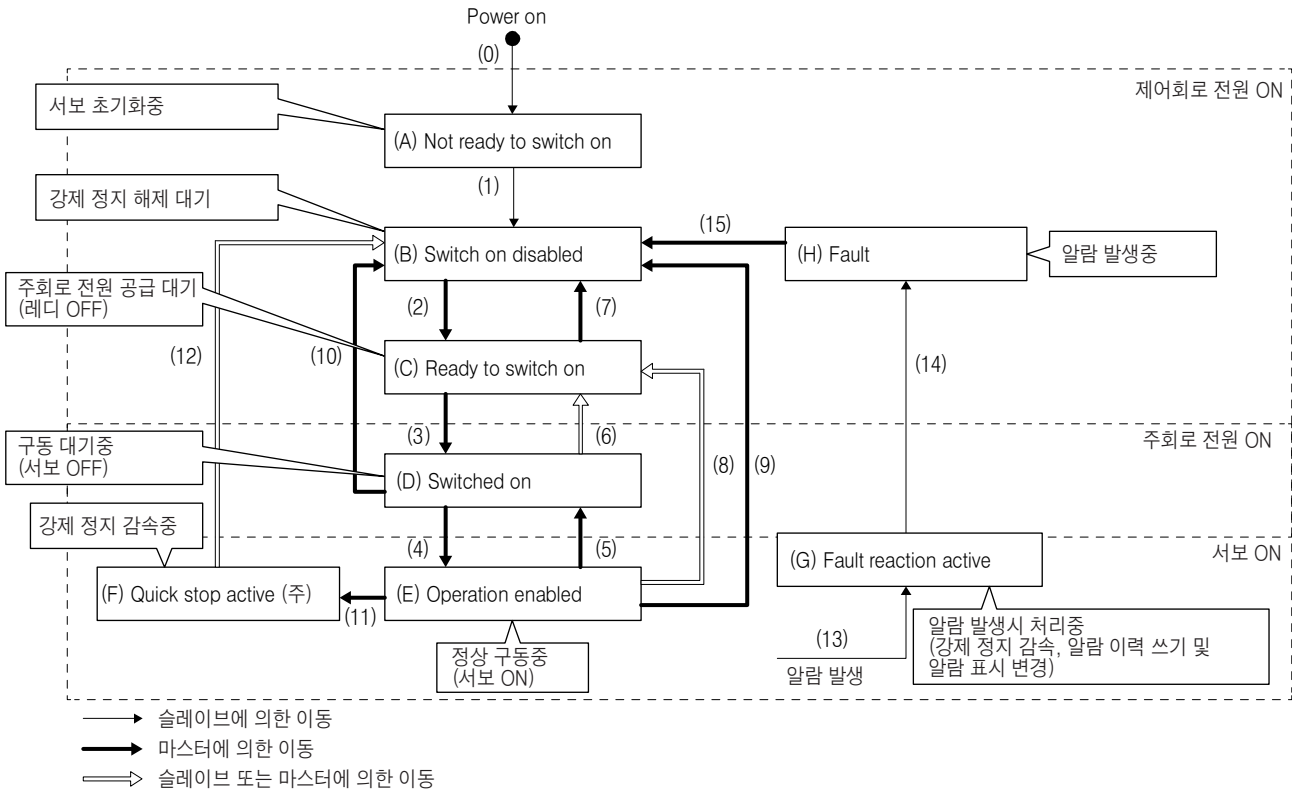 Power on
(0)
제어회로 전원 ON
서보 초기화중
(A) Not ready to switch on
(1)
강제 정지 해제 대기
(15)
(B) Switch on disabled
(H) Fault
알람 발생중
주회로 전원 공급 대기
(레디 OFF)
(2)
(7)
(12)
(10)
(C) Ready to switch on
(14)
(3)
(6)
(8)
(9)
주회로 전원 ON
구동 대기중
(서보 OFF)
(D) Switched on
강제 정지 감속중
(4)
(5)
(G) Fault reaction active
서보 ON
(F) Quick stop active (주)
(11)
(E) Operation enabled
정상 구동중
(서보 ON)
(13)
알람 발생
알람 발생시 처리중
(강제 정지 감속, 알람 이력 쓰기 및
알람 표시 변경)
슬레이브에 의한 이동
마스터에 의한 이동
슬레이브 또는 마스터에 의한 이동